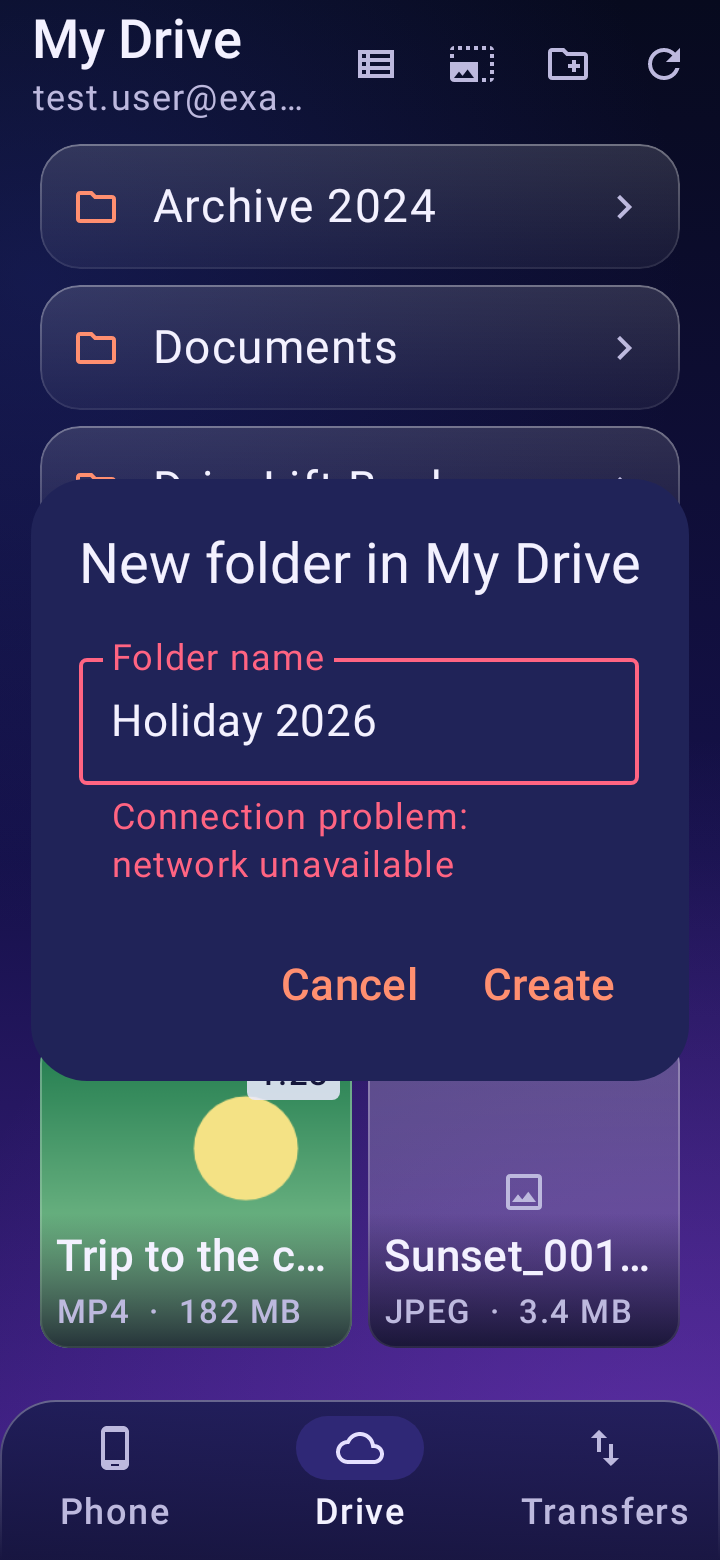 My Drive
test.user@exa…
Archive 2024
Documents
New folder in My Drive
Folder name
Holiday 2026
Connection problem:
network unavailable
Cancel
Create
Trip to the c…
MP4 · 182 MB
Sunset_001…
JPEG · 3.4 MB
Phone
Drive
Transfers